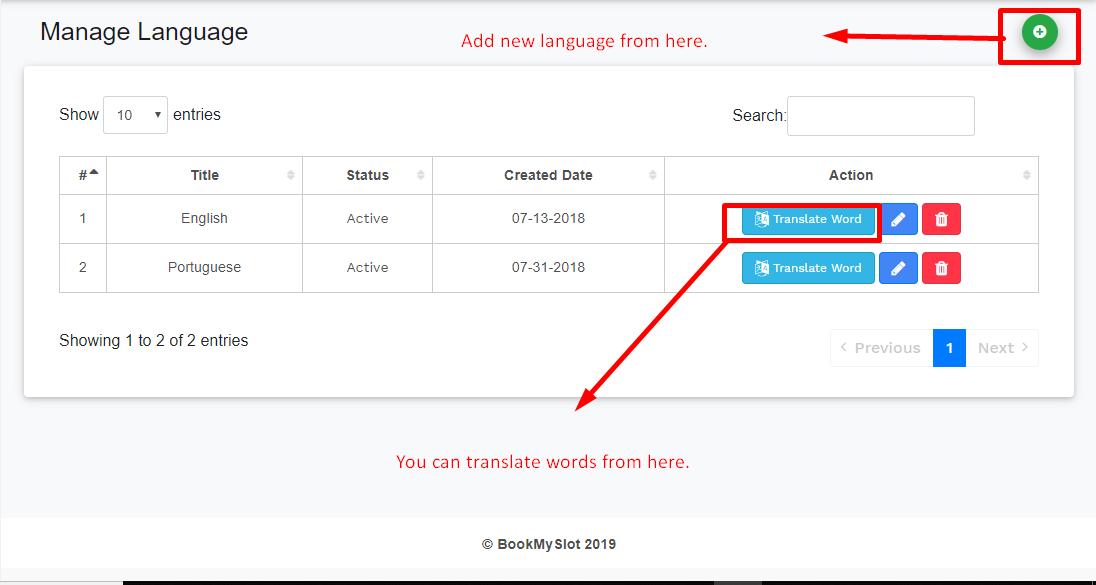 Manage Language
Add new language from here.
Show 10 entries
Search:
# Title Status Created Date Action
1 English Active 07-13-2018 Translate Word
2 Portuguese Active 07-31-2018 Translate Word
Showing 1 to 2 of 2 entries
Previous 1 Next
You can translate words from here.
© BookMySlot 2019